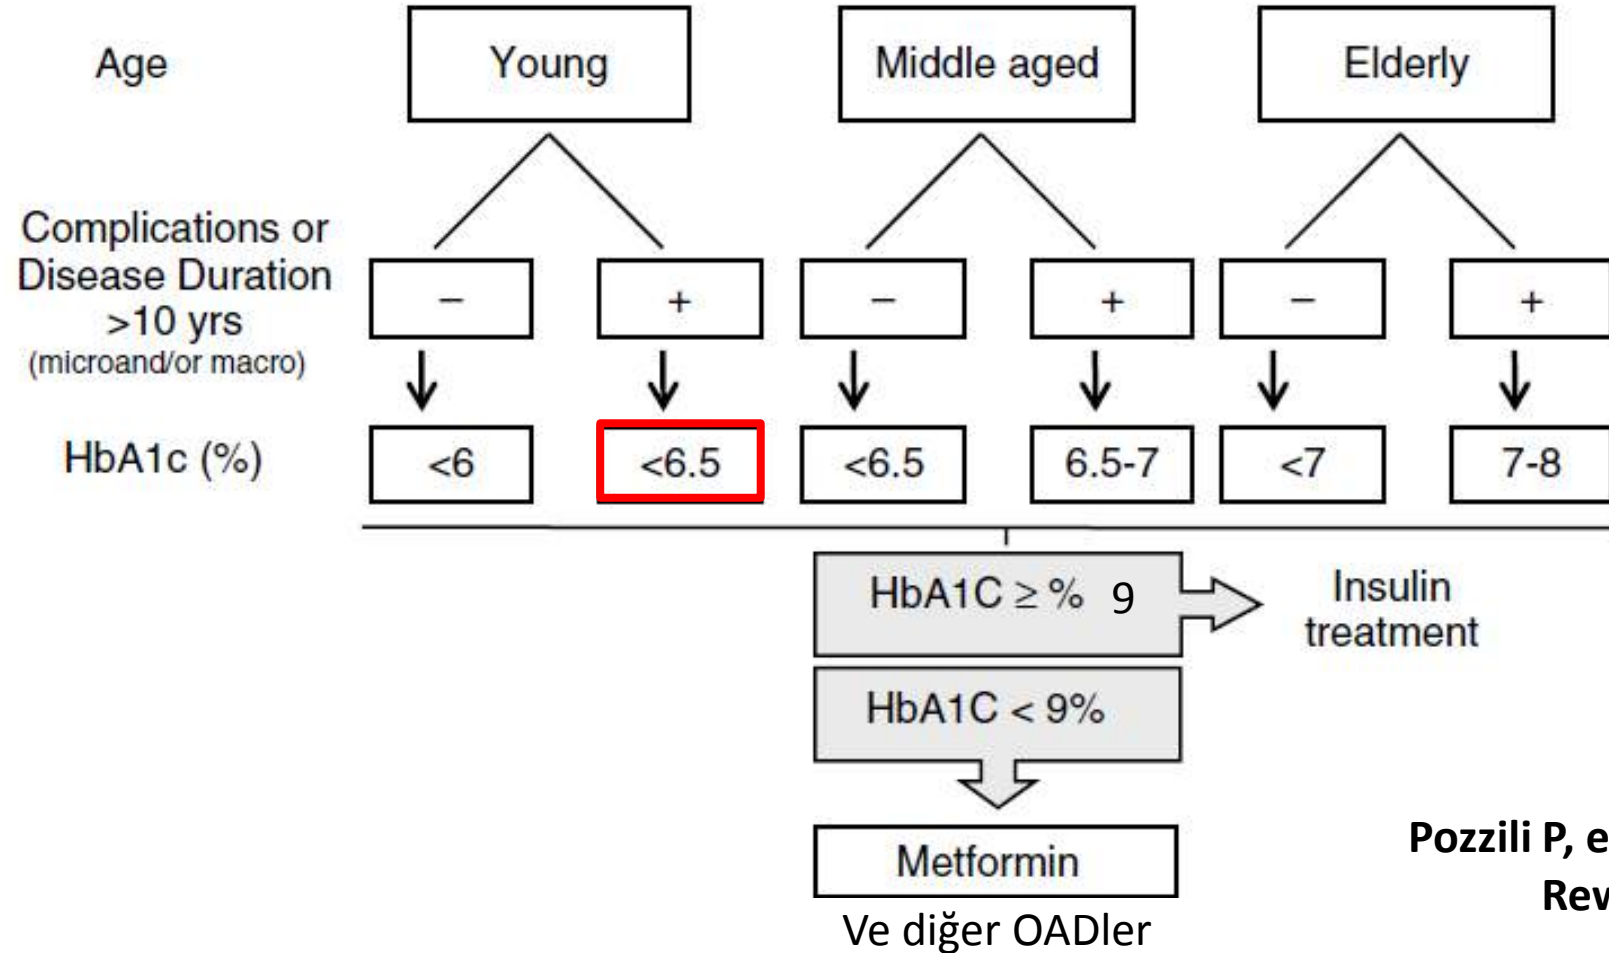 Age
Young
Middle aged
Elderly
Complications or
Disease Duration
>10 yrs
(microand/or macro)
–
+
–
+
–
+
HbA1c (%)
<6
<6.5
<6.5
6.5-7
<7
7-8
HbA1C ≥ % 9
Insulin
treatment
HbA1C < 9%
Metformin
Ve diğer OADler
Pozzili P,